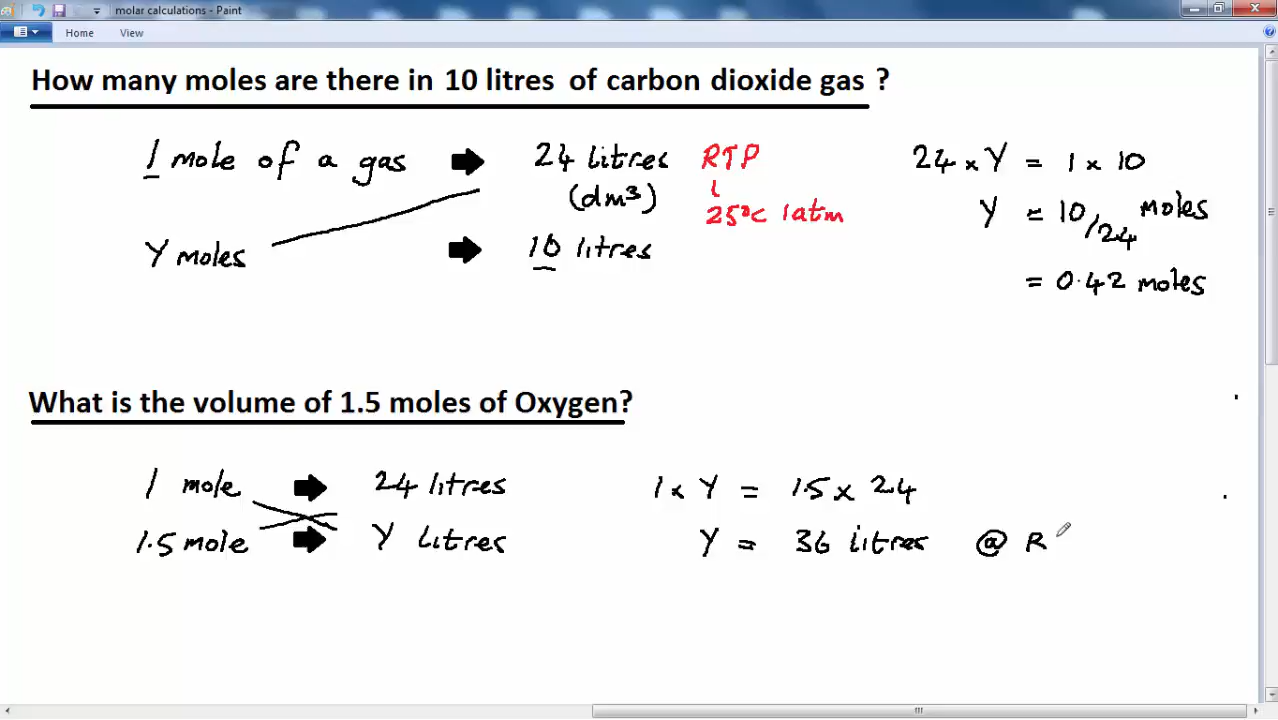 molar calculations - Paint
Home View
How many moles are there in 10 litres of carbon dioxide gas ?
1 mole of a gas 24 litres RTP
(dm³) 25°C 1atm
Y moles 10 litres
24 × Y = 1 × 10
Y = 10/24 moles
= 0.42 moles
What is the volume of 1.5 moles of Oxygen?
1 mole 24 litres 1 × Y = 1.5 × 24
1.5 mole Y Litres Y = 36 litres @ R